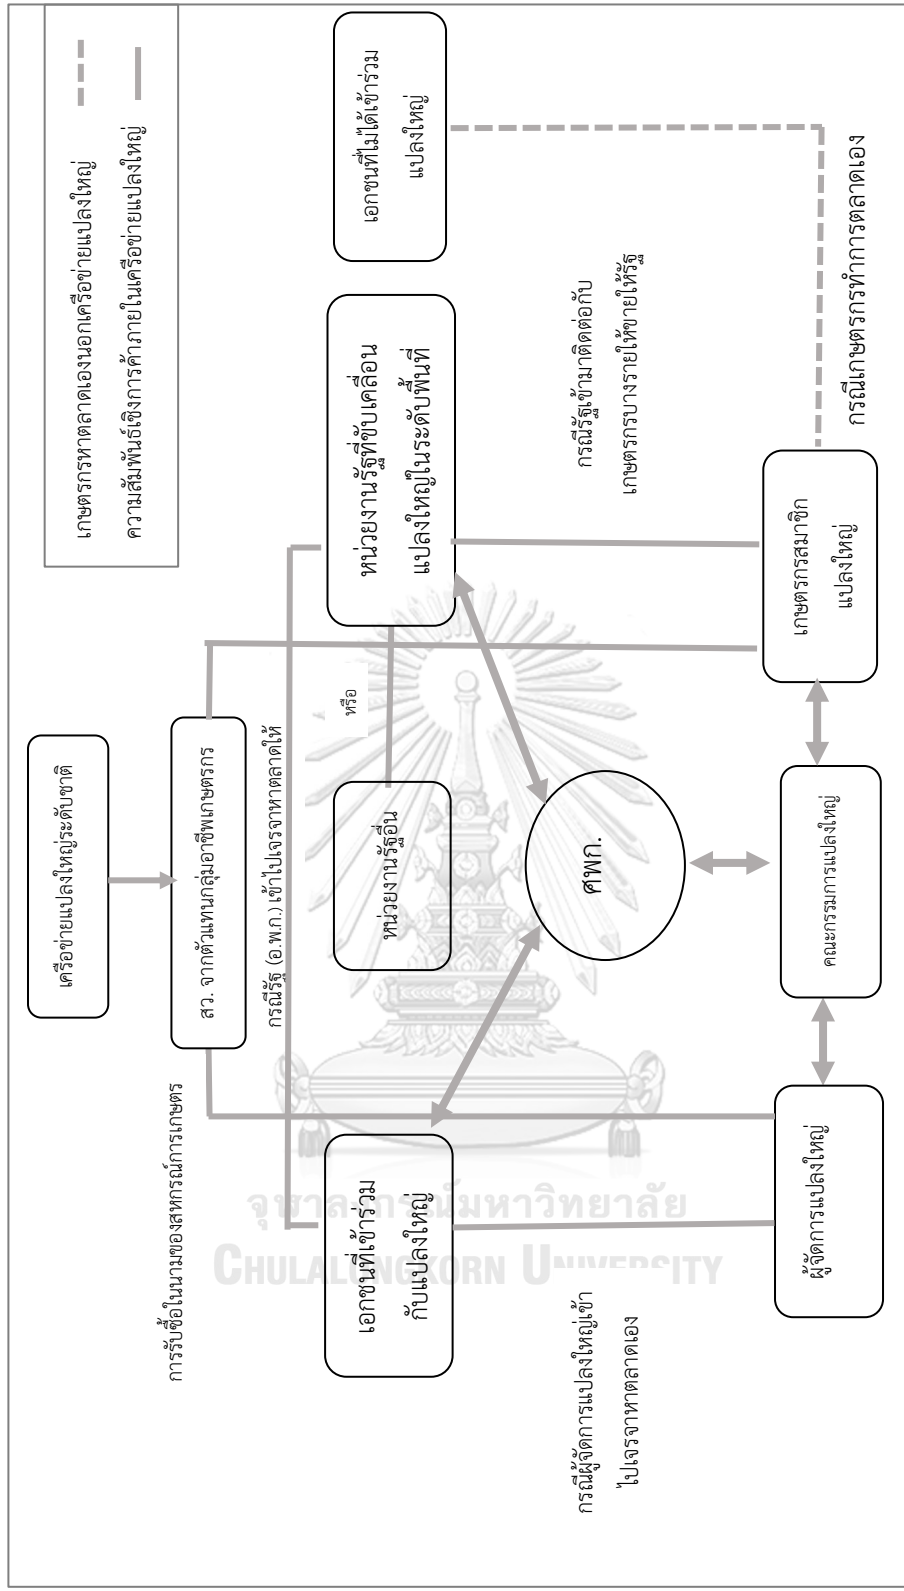 เกษตรกรหาตลาดเองนอกเครือข่ายแปลงใหญ่
ความสัมพันธ์เชิงการค้าภายในเครือข่ายแปลงใหญ่
เครือข่ายแปลงใหญ่ระดับชาติ
สว. จากตัวแทนกลุ่มอาชีพเกษตรกร
การรับซื้อในนามของสหกรณ์การเกษตร
กรณีรัฐ (อ.พ.ก.) เข้าไปเจรจาหาตลาดให้
เอกชนที่เข้าร่วม
กับแปลงใหญ่
หน่วยงานรัฐอื่น
หรือ
หน่วยงานรัฐที่ขับเคลื่อน
แปลงใหญ่ในระดับพื้นที่
เอกชนที่ไม่ได้เข้าร่วม
แปลงใหญ่
ศพก.
กรณีผู้จัดการแปลงใหญ่เข้า
ไปเจรจาหาตลาดเอง
กรณีรัฐเข้ามาติดต่อกับ
เกษตรกรบางรายให้ขายให้รัฐ
ผู้จัดการแปลงใหญ่
คณะกรรมการแปลงใหญ่
เกษตรกรสมาชิก
แปลงใหญ่
กรณีเกษตรกรทำการตลาดเอง
จุฬาลงกรณ์มหาวิทยาลัย
CHULALONGKORN UNIVERSITY